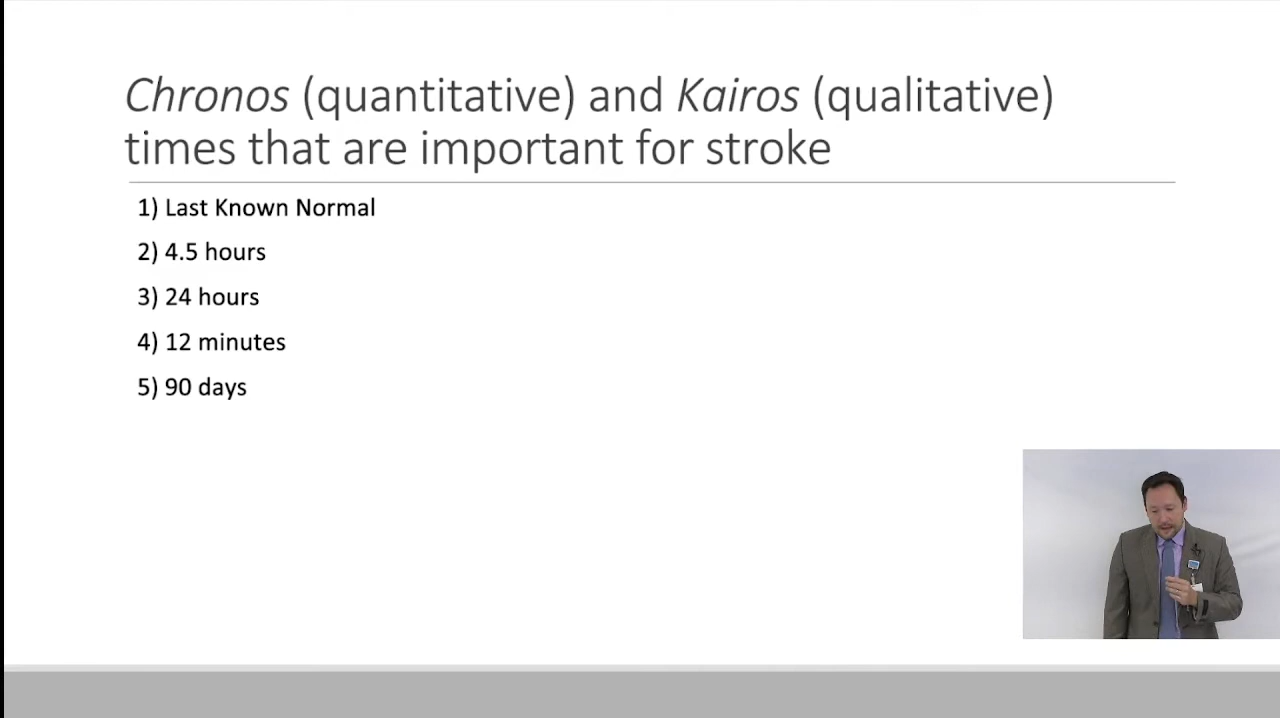 Chronos (quantitative) and Kairos (qualitative)
times that are important for stroke
1) Last Known Normal
2) 4.5 hours
3) 24 hours
4) 12 minutes
5) 90 days